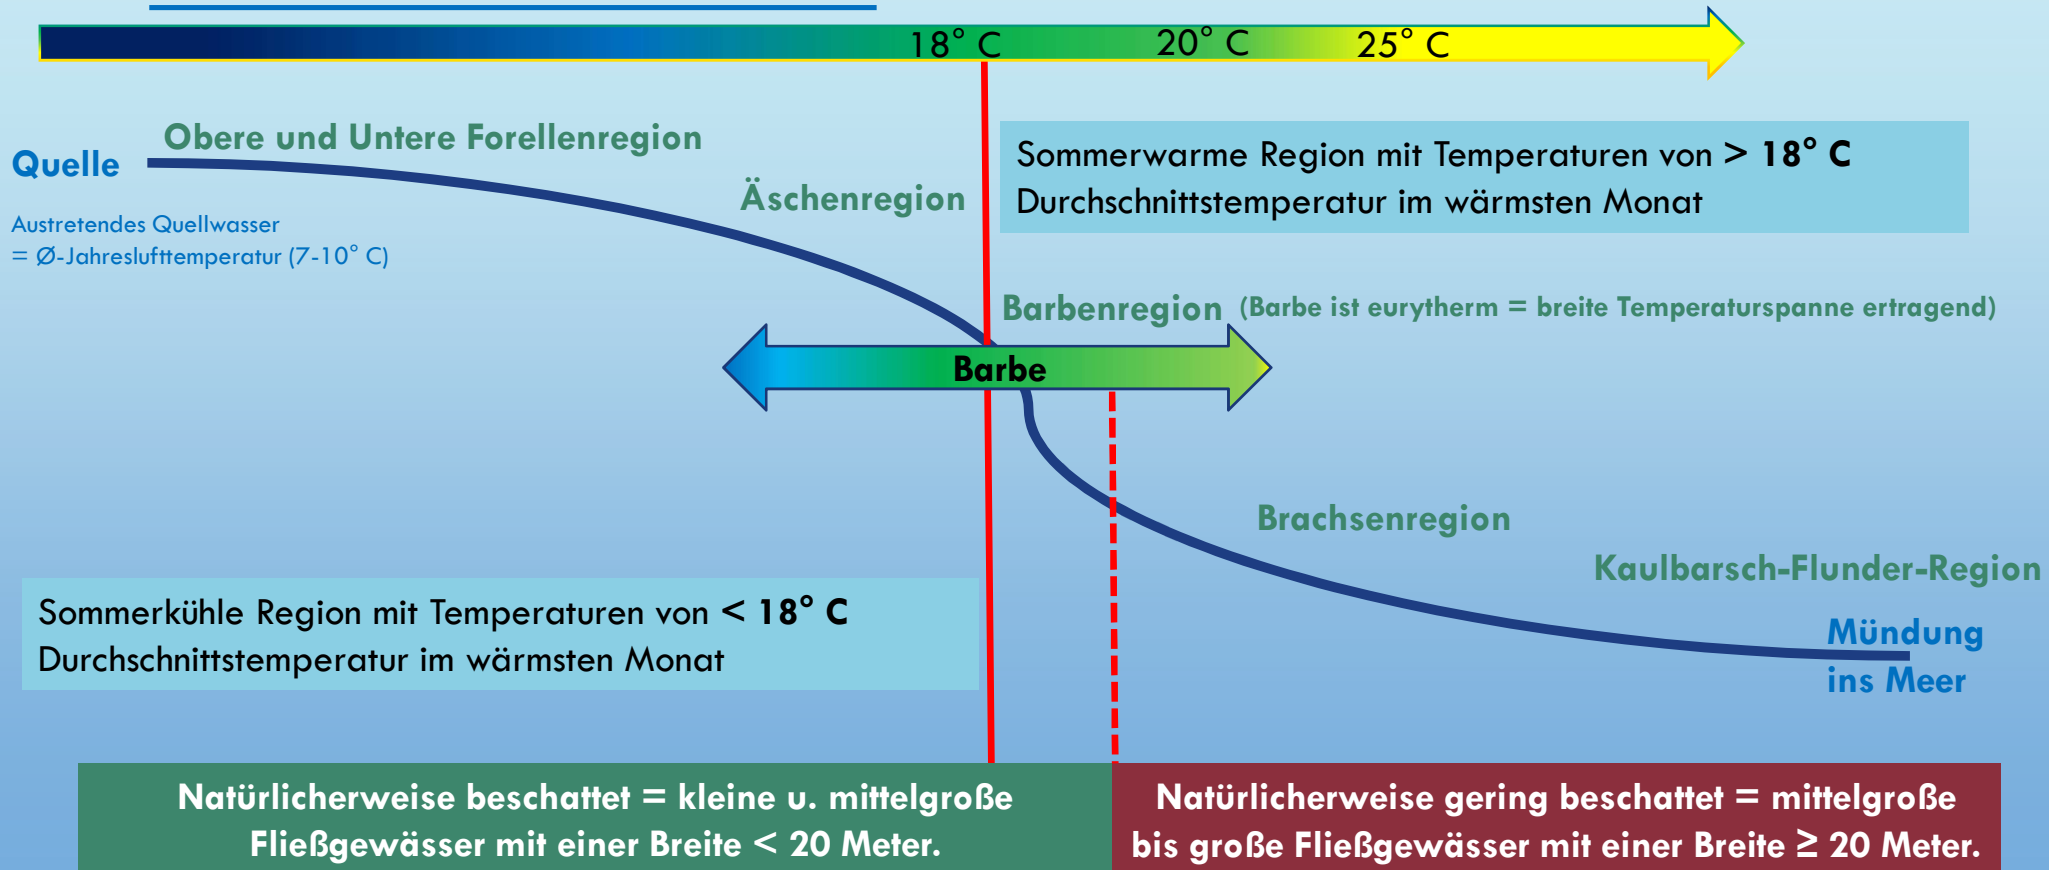 18° C 20° C 25° C
Obere und Untere Forellenregion
Quelle
Austretendes Quellwasser
= Ø-Jahreslufttemperatur (7-10° C)
Äschenregion
Sommerwarme Region mit Temperaturen von > 18° C
Durchschnittstemperatur im wärmsten Monat
Barbenregion (Barbe ist eurytherm = breite Temperaturspanne ertragend)
Barbe
Brachsenregion
Kaulbarsch-Flunder-Region
Sommerkühle Region mit Temperaturen von < 18° C
Durchschnittstemperatur im wärmsten Monat
Mündung
ins Meer
Natürlicherweise beschattet = kleine u. mittelgroße
Fließgewässer mit einer Breite < 20 Meter.
Natürlicherweise gering beschattet = mittelgroße
bis große Fließgewässer mit einer Breite ≥ 20 Meter.